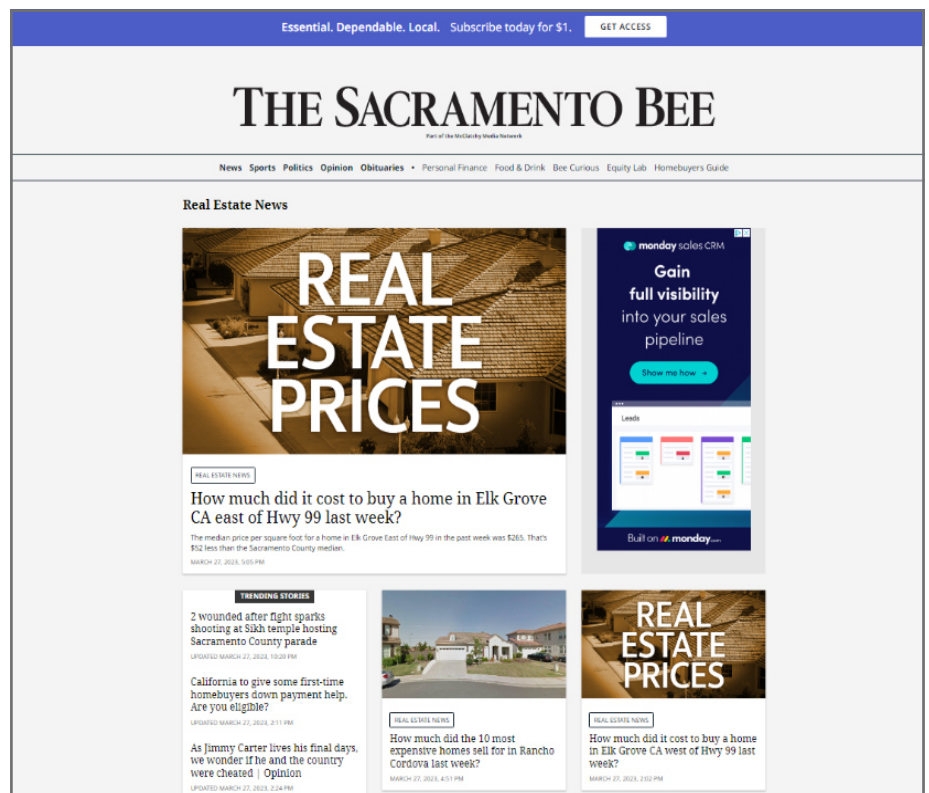 Essential. Dependable. Local. Subscribe today for $1. GET ACCESS
THE SACRAMENTO BEE
Part of the McClatchy Media Network
News Sports Politics Opinion Obituaries • Personal Finance Food & Drink Bee Curious Equity Lab Homebuyers Guide
Real Estate News
REAL
ESTATE
PRICES
REAL ESTATE NEWS
How much did it cost to buy a home in Elk Grove
CA east of Hwy 99 last week?
The median price per square foot for a home in Elk Grove East of Hwy 99 in the past week was $265. That's
$52 less than the Sacramento County median.
MARCH 27, 2023, 5:05 PM
monday sales CRM
Gain
full visibility
into your sales
pipeline
Show me how →
Leads
Built on monday.com
TRENDING STORIES
2 wounded after fight sparks
shooting at Sikh temple hosting
Sacramento County parade
UPDATED MARCH 27, 2023, 10:20 PM
California to give some first-time
homebuyers down payment help.
Are you eligible?
UPDATED MARCH 27, 2023, 2:11 PM
As Jimmy Carter lives his final days,
we wonder if he and the country
were cheated | Opinion
UPDATED MARCH 27, 2023, 2:24 PM
REAL ESTATE NEWS
How much did the 10 most
expensive homes sell for in Rancho
Cordova last week?
MARCH 27, 2023, 4:51 PM
REAL
ESTATE
PRICES
REAL ESTATE NEWS
How much did it cost to buy a home
in Elk Grove CA west of Hwy 99 last
week?
MARCH 27, 2023, 2:02 PM